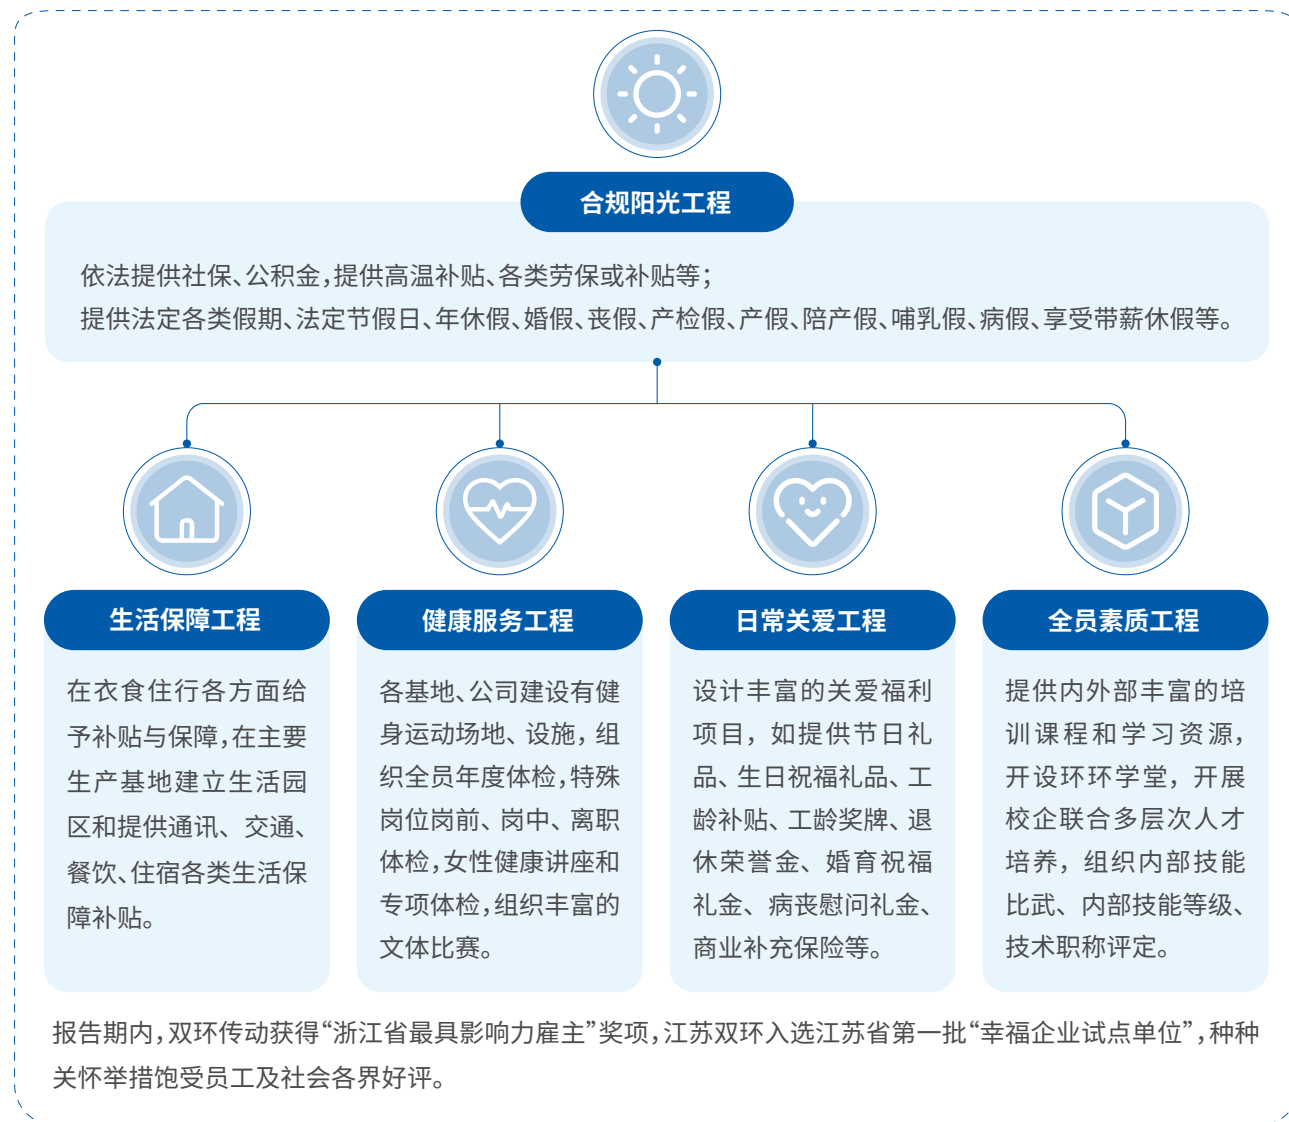 合规阳光工程
依法提供社保、公积金，提供高温补贴、各类劳保或补贴等；
提供法定各类假期、法定节假日、年休假、婚假、丧假、产检假、产假、陪产假、哺乳假、病假、享受带薪休假等。
生活保障工程
在衣食住行各方面给
予补贴与保障，在主要
生产基地建立生活园
区和提供通讯、交通、
餐饮、住宿各类生活保
障补贴。
健康服务工程
各基地、公司建设有健
身运动场地、设施，组
织全员年度体检，特殊
岗位岗前、岗中、离职
体检，女性健康讲座和
专项体检，组织丰富的
文体比赛。
日常关爱工程
设计丰富的关爱福利
项目，如提供节日礼
品、生日祝福礼品、工
龄补贴、工龄奖牌、退
休荣誉金、婚育祝福
礼金、病丧慰问礼金、
商业补充保险等。
全员素质工程
提供内外部丰富的培
训课程和学习资源，
开设环环学堂，开展
校企联合多层次人才
培养，组织内部技能
比武、内部技能等级、
技术职称评定。
报告期内，双环传动获得“浙江省最具影响力雇主”奖项，江苏双环入选江苏省第一批“幸福企业试点单位”，种种
关怀举措饱受员工及社会各界好评。